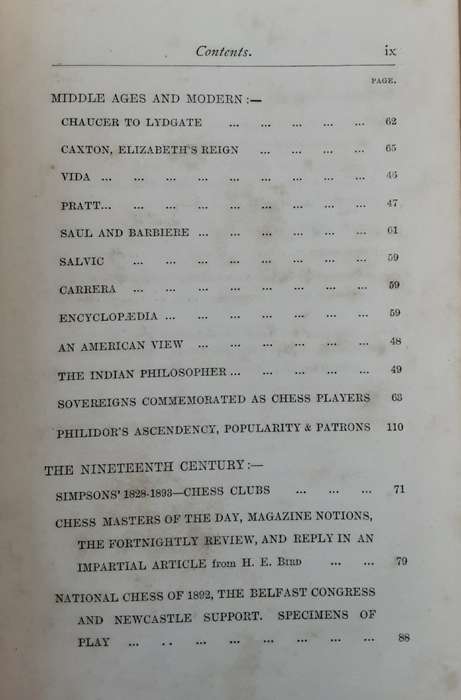 Contents. ix
PAGE.
MIDDLE AGES AND MODERN :—
CHAUCER TO LYDGATE ... ... ... ... ... 62
CAXTON, ELIZABETH'S REIGN ... ... ... ... 65
VIDA ... ... ... ... ... ... ... ... ... 46
PRATT... ... ... ... ... ... ... ... ... 47
SAUL AND BARBIERE ... ... ... ... ... ... 61
SALVIC ... ... ... ... ... ... ... ... 59
CARRERA ... ... ... ... ... ... ... ... 59
ENCYCLOPÆDIA ... ... ... ... ... ... ... 59
AN AMERICAN VIEW ... ... ... ... ... ... 48
THE INDIAN PHILOSOPHER ... ... ... ... ... 49
SOVEREIGNS COMMEMORATED AS CHESS PLAYERS 63
PHILIDOR'S ASCENDENCY, POPULARITY & PATRONS 110
THE NINETEENTH CENTURY :—
SIMPSONS' 1828-1893—CHESS CLUBS ... ... ... 71
CHESS MASTERS OF THE DAY, MAGAZINE NOTIONS,
THE FORTNIGHTLY REVIEW, AND REPLY IN AN
IMPARTIAL ARTICLE from H. E. BIRD ... ... 79
NATIONAL CHESS OF 1892, THE BELFAST CONGRESS
AND NEWCASTLE SUPPORT. SPECIMENS OF
PLAY ... .. ... ... ... ... ... ... 88